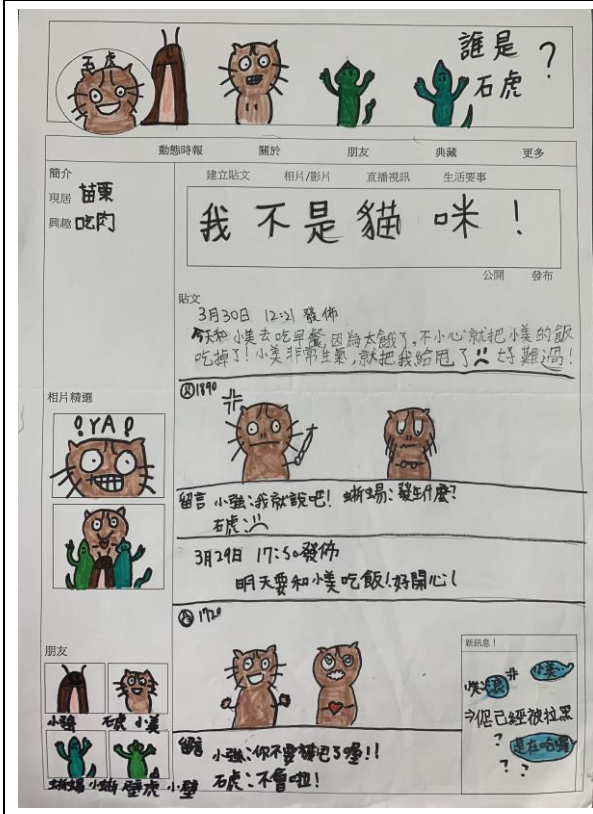 石虎
誰是
石虎?
動態時報 關於 朋友 典藏 更多
簡介
現居 苗栗
興趣 吃肉
建立貼文 相片/影片 直播視訊 生活要事
我不是貓咪!
公開 發布
貼文
3月30日 12:21 發佈
今天和小美去吃早餐,因為太餓了,不小心就把小美的飯
吃掉了!小美非常生氣,就把我給甩了 好難過!
1890
留言 小強:我就說吧! 蜥蜴:發生什麼?
石虎:
3月29日 17:50發佈
明天要和小美吃飯!好開心!
1720
留言 小強:你不要
石虎:不會啦!
相片精選
!YA!
朋友
小強 石虎 小美
蜥蜴 小蜥 壁虎 小壁
新訊息!
小美…
已經被拉黑
?
? ?